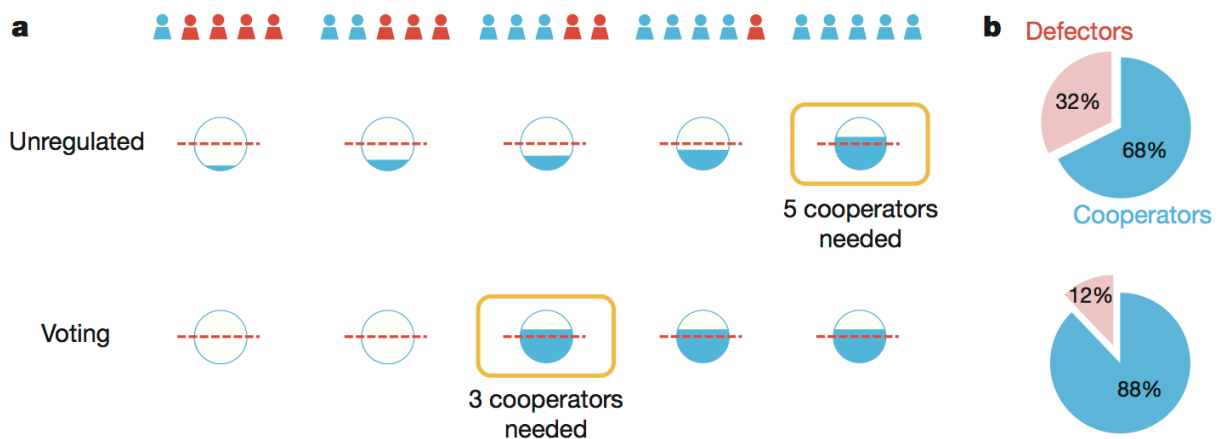 a
b
Defectors
Unregulated
32%
68%
5 cooperators
needed
Cooperators
Voting
12%
88%
3 cooperators
needed